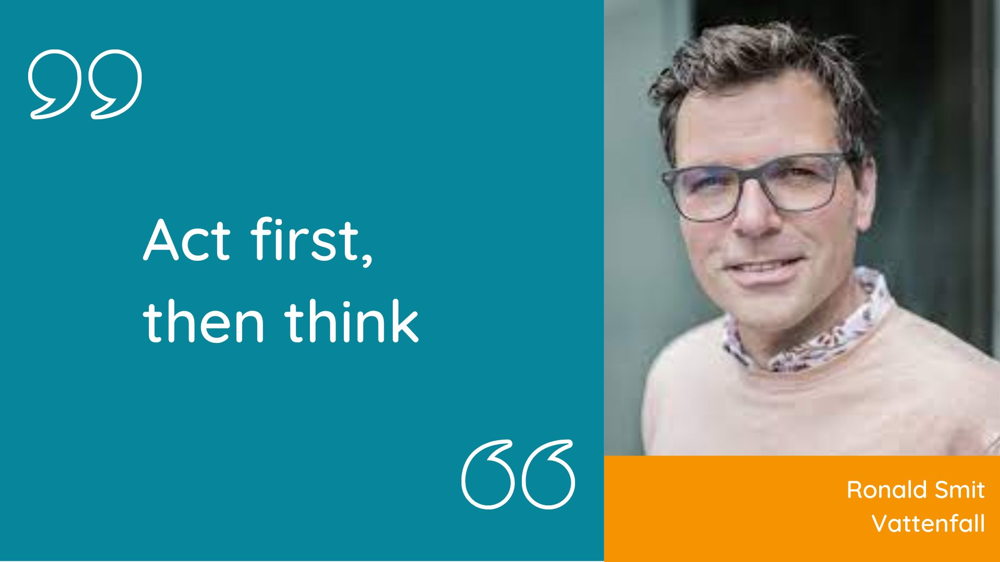 Act first,
then think
Ronald Smit
Vattenfall